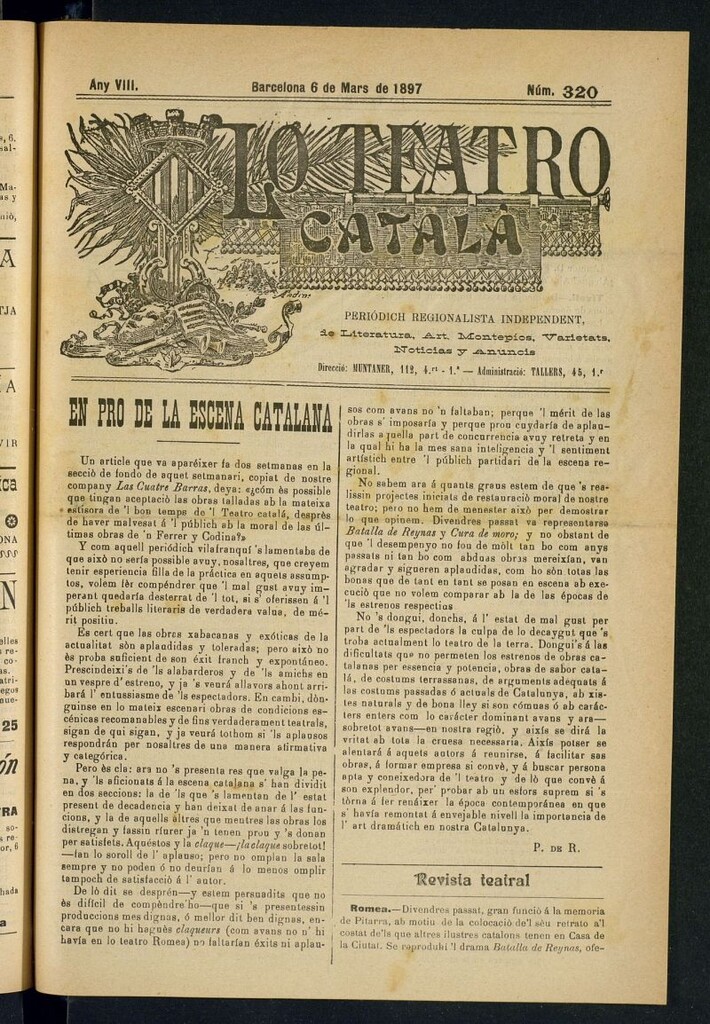 Any VIII.
Barcelona 6 de Mars de 1897
Núm. 320
LO TEATRO
CATALÁ
PERIÓDICH REGIONALISTA INDEPENDENT,
de Literatura, Art, Montepios, Varietats,
Noticias y Anuncis
Direcció: MUNTANER, 112, 4.rt - 1.ª — Administració: TALLERS, 45, 1.r
EN PRO DE LA ESCENA CATALANA
Un article que va aparéixer fa dos setmanas en la
secció de fondo de aquet setmanari, copiat de nostre
company Las Cuatre Barras, deya: «¿cóm és possible
que tingan aceptació las obras talladas ab la mateixa
estisora de 'l bon temps de 'l Teatro catalá, després
de haver malvesat á 'l públich ab la moral de las úl-
timas obras de 'n Ferrer y Codina?»
Y com aquell periódich vilafranquí 's lamentaba de
que aixó no sería possible avuy, nosaltres, que creyem
tenir esperiencia filla de la práctica en aquets assump-
tos, volem fer compéndrer que 'l mal gust avuy im-
perant quedaría desterrat de 'l tot, si s' oferissen á 'l
públich treballs literaris de verdadera valua, de mé-
rit positiu.
Es cert que las obres xabacanas y exóticas de la
actualitat són aplaudidas y toleradas; pero aixó no
és proba suficient de son éxit franch y expontáneo.
Prescindeixi's de 'ls alabarderos y de 'ls amichs en
un vespre d' estreno, y ja 's veurá allavors ahont arri-
bará l' entussiasme de 'ls espectadors. En cambi, dón-
guinse en lo mateix escenari obras de condicions es-
cénicas recomanables y de fins verdaderament teatrals,
sigan de qui sigan, y ja veurá tothom si 'ls aplausos
respondrán per nosaltres de una manera afirmativa
y categórica.
Pero és cla: ara no 's presenta res que valga la pe-
na, y 'ls aficionats á la escena catalana s' han dividit
en dos seccions: la de 'ls que 's lamentan de l' estat
present de decadencia y han deixat de anar á las fun-
cions, y la de aquells altres que mentres las obras los
distregan y fassin riurer ja 'n tenen prou y 's donan
per satisfets. Aquéstos y la claque—¡la claque sobretot!
—fan lo soroll de l' aplauso; pero no omplan la sala
sempre y no poden ó no deurían á lo menos omplir
tampoch de satisfacció á l' autor.
De ló dit se desprén—y estem persuadits que no
és difícil de compéndre'ho—que si 's presentessin
produccions mes dignas, ó mellor dit ben dignas, en-
cara que no hi hagués claqueurs (com avans no n' hi
havía en lo teatro Romea) no faltarían éxits ni aplau-
sos com avans no 'n faltaban; perque 'l mérit de las
obras s' imposaría y perque prou cuydaría de aplau-
dirlas aquella part de concurrencia avuy retreta y en
la qual hi ha la mes sana inteligencia y 'l sentiment
artístich entre 'l públich partidari de la escena re-
gional.
No sabem ara á quants graus estem de que 's rea-
lissin projectes iniciats de restauració moral de nostre
teatro; pero no hem de menester aixó per demostrar
lo que opinem. Divendres passat va representarse
Batalla de Reynas y Cura de moro; y no obstant de
que 'l desempenyo no fou de mólt tan bo com anys
passats ni tan bo com abduas obras mereixían, van
agradar y sigueren aplaudidas, com ho són totas las
bonas que de tant en tant se posan en escena ab exe-
cució que no volem comparar ab la de las épocas de
'ls estrenos respectius
No 's dongui, donchs, á l' estat de mal gust per
part de 'ls espectadors la culpa de lo decaygut que 's
troba actualment lo teatro de la terra. Dongui's á las
dificultats que no permeten los estrenos de obras ca-
talanas per essencia y potencia, obras de sabor cata-
lá, de costums terrassanas, de arguments adequats á
las costums passadas ó actuals de Catalunya, ab xis-
tes naturals y de bona lley si son cómuas ó ab carác-
ters enters com lo carácter dominant avans y ara—
sobretot avans—en nostra regió, y aixís se dirá la
vritat ab tota la cruesa necessaria. Aixís potser se
alentará á aquets autors á reunirse, á facilitar sas
obras, á formar empresa si convé, y á buscar persona
apta y coneixedora de 'l teatro y de ló que convé á
son explendor, per' probar ab un esfors suprem si 's
tórna á fer renáixer la época contemporánea en que
s' havía remontat á envejable nivell la importancia de
l' art dramátich en nostra Catalunya.
P. DE R.
Revista teatral
Romea.—Divendres passat, gran funció á la memoria
de Pitarra, ab motiu de la colocació de'l séu retrato al
costat de'ls que altres ilustres catalons tenen en Casa de
la Ciutat. Se reproduhí 'l drama Batalla de Reynas, ofe-